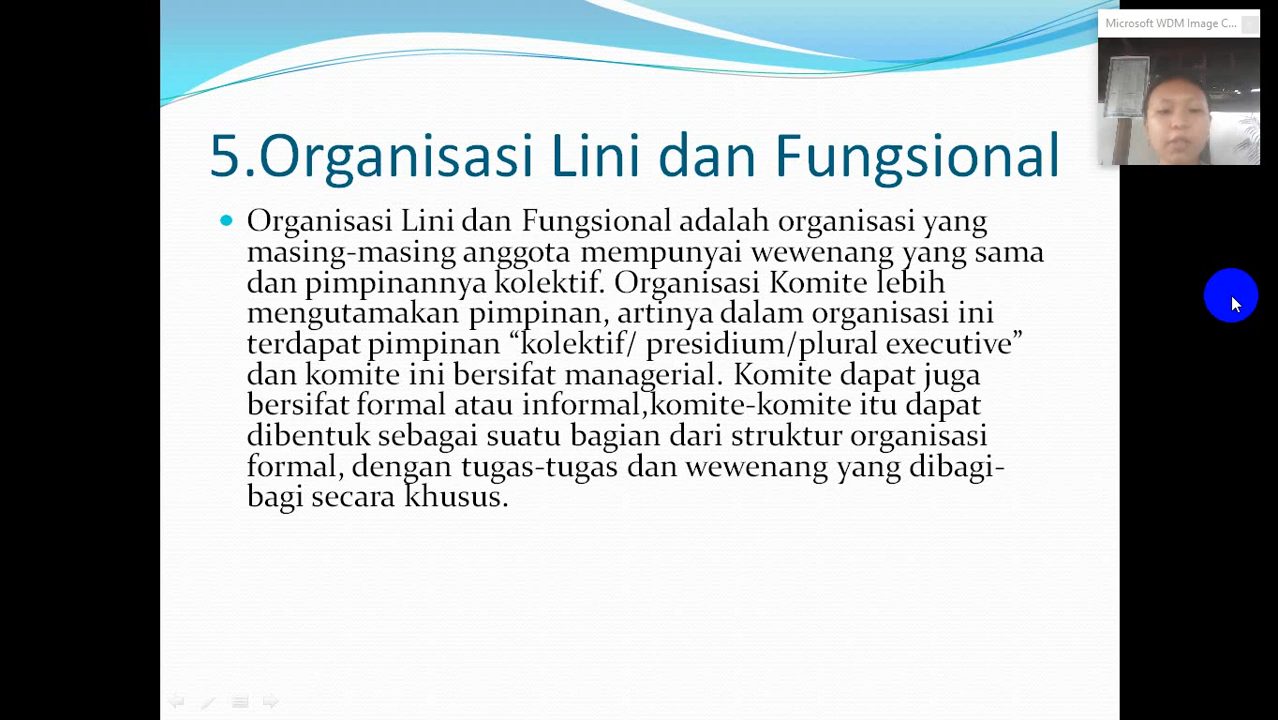 Microsoft WDM Image C...
5.Organisasi Lini dan Fungsional
Organisasi Lini dan Fungsional adalah organisasi yang
masing-masing anggota mempunyai wewenang yang sama
dan pimpinannya kolektif. Organisasi Komite lebih
mengutamakan pimpinan, artinya dalam organisasi ini
terdapat pimpinan “kolektif/ presidium/plural executive”
dan komite ini bersifat managerial. Komite dapat juga
bersifat formal atau informal,komite-komite itu dapat
dibentuk sebagai suatu bagian dari struktur organisasi
formal, dengan tugas-tugas dan wewenang yang dibagi-
bagi secara khusus.